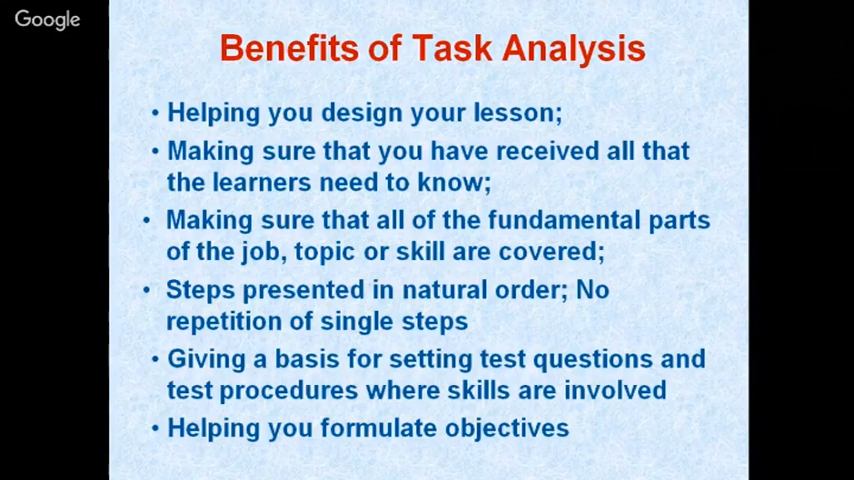 Google
Benefits of Task Analysis
• Helping you design your lesson;
• Making sure that you have received all that
the learners need to know;
• Making sure that all of the fundamental parts
of the job, topic or skill are covered;
• Steps presented in natural order; No
repetition of single steps
• Giving a basis for setting test questions and
test procedures where skills are involved
• Helping you formulate objectives